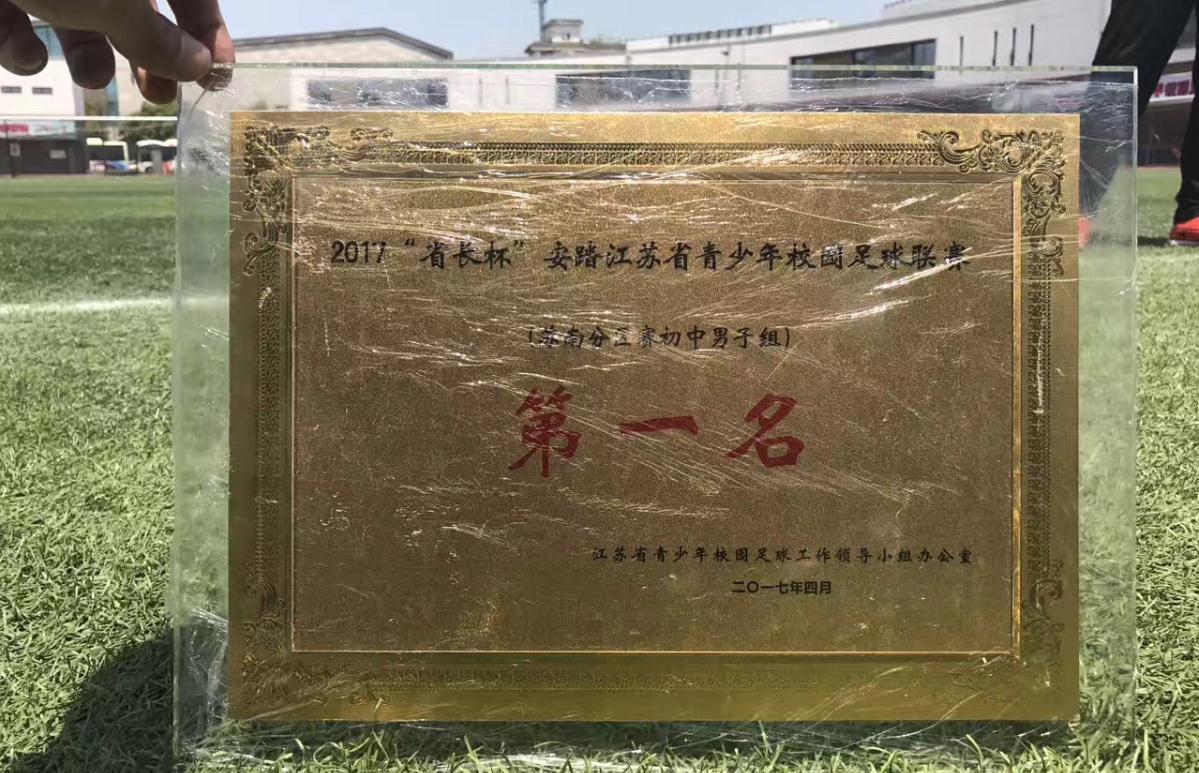 2017“省长杯”安踏江苏省青少年校园足球联赛
(苏南分区赛初中男子组)
第一名
江苏省青少年校园足球工作领导小组办公室
二〇一七年四月